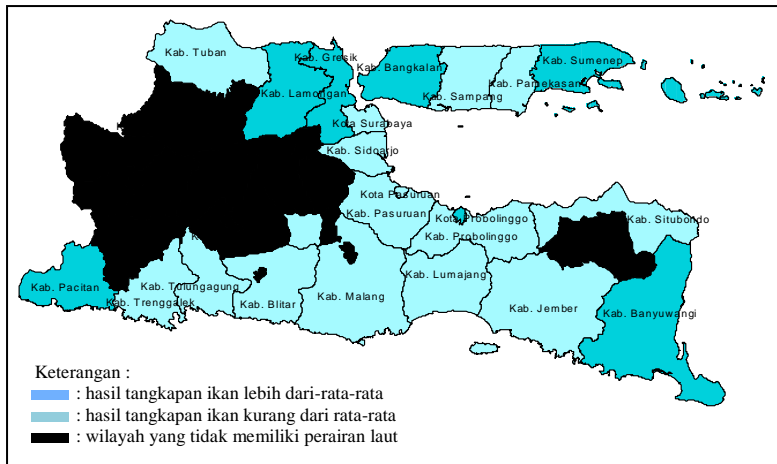 Kab. Tuban
Kab. Gresik
Kab. Bangkalan
Kab. Sumenep
Kab. Lamongan
Kab. Sampang
Kab. Pamekasan
Kota Surabaya
Kab. Sidoarjo
Kota Pasuruan
Kab. Pasuruan
Kota Probolinggo
Kab. Situbondo
Kab. Probolinggo
Kab. Pacitan
Kab. Tulungagung
Kab. Trenggalek
Kab. Blitar
Kab. Malang
Kab. Lumajang
Kab. Jember
Kab. Banyuwangi
Keterangan :
: hasil tangkapan ikan lebih dari-rata-rata
: hasil tangkapan ikan kurang dari rata-rata
: wilayah yang tidak memiliki perairan laut